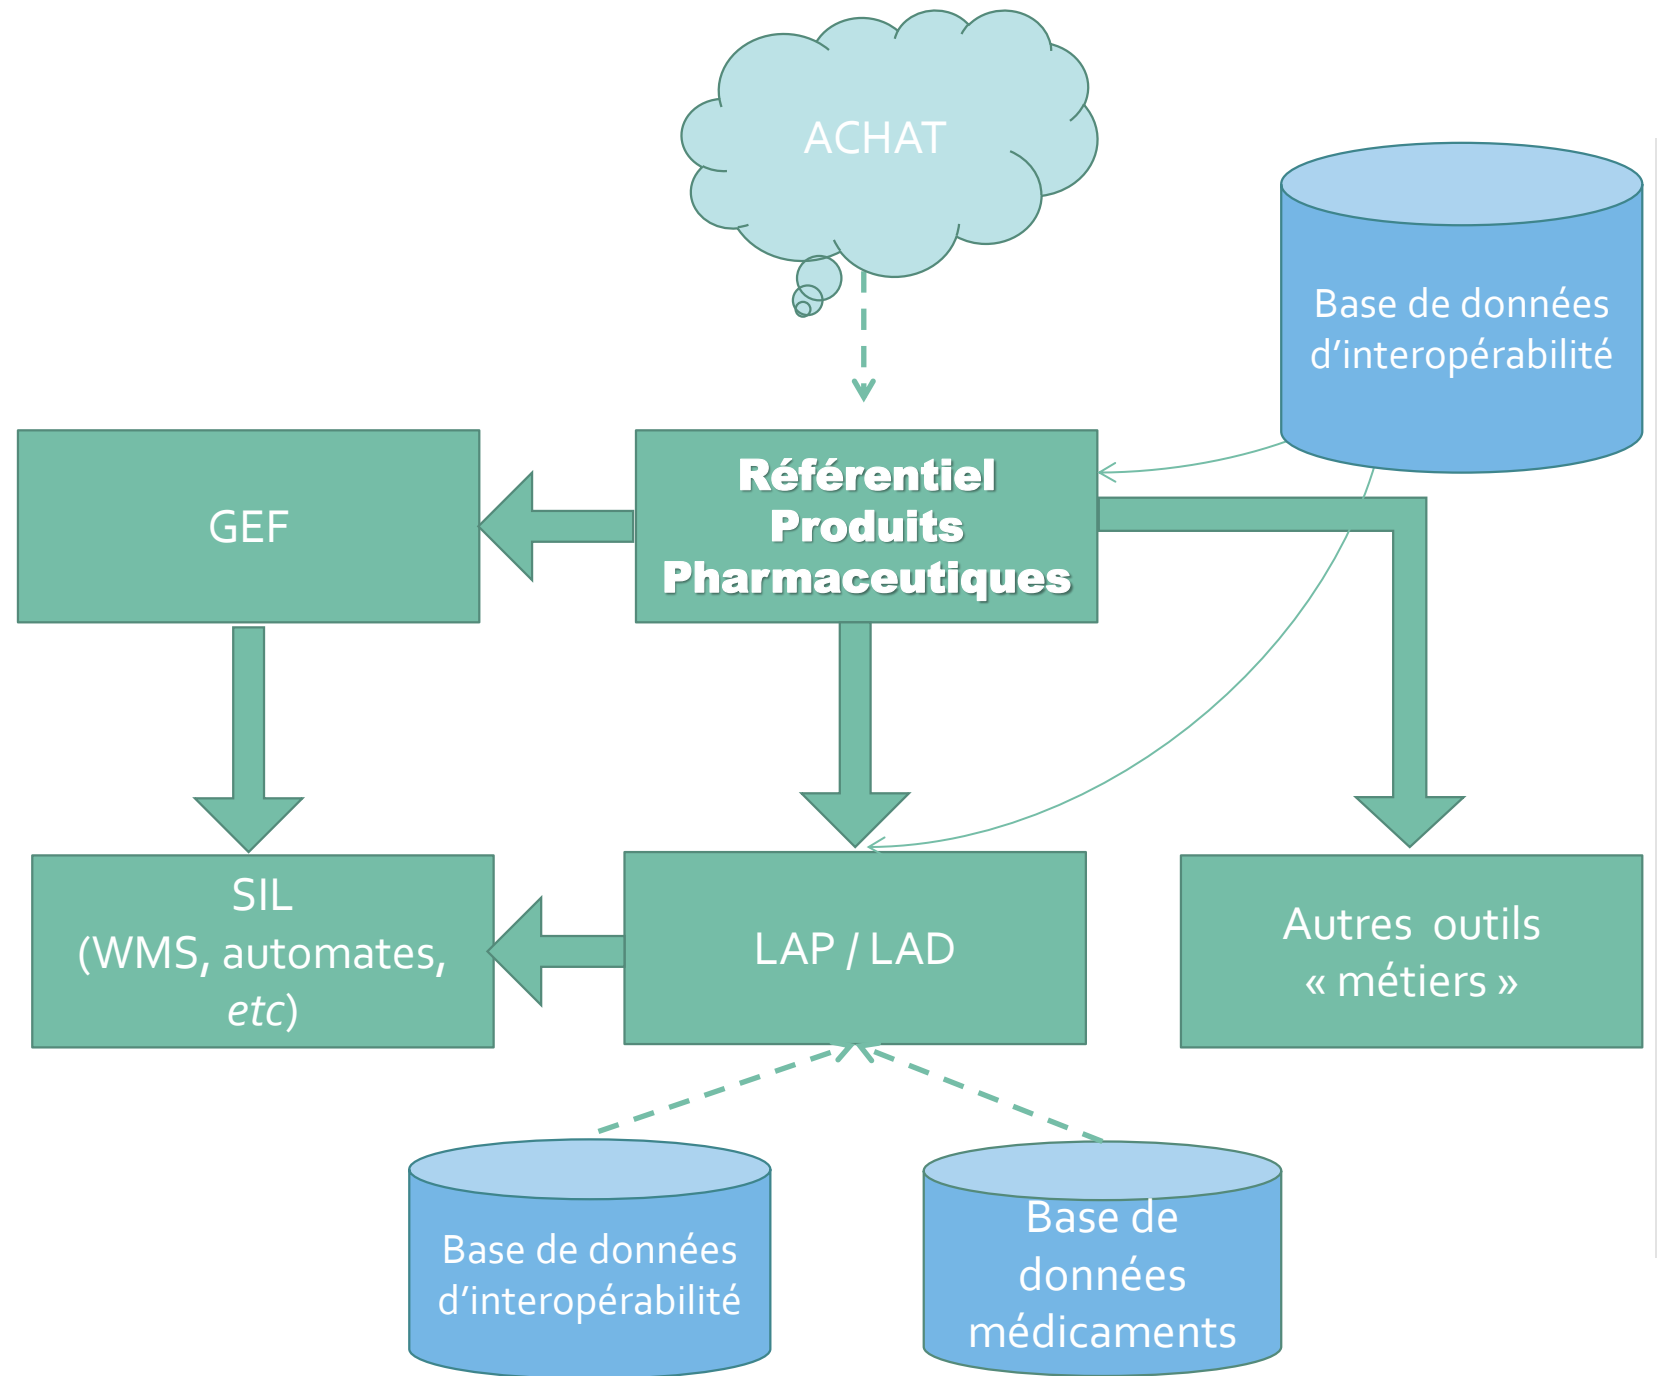 ACHAT
Base de données
d’interopérabilité
GEF
Référentiel
Produits
Pharmaceutiques
SIL
(WMS, automates,
etc)
LAP / LAD
Autres outils
« métiers »
Base de données
d’interopérabilité
Base de
données
médicaments